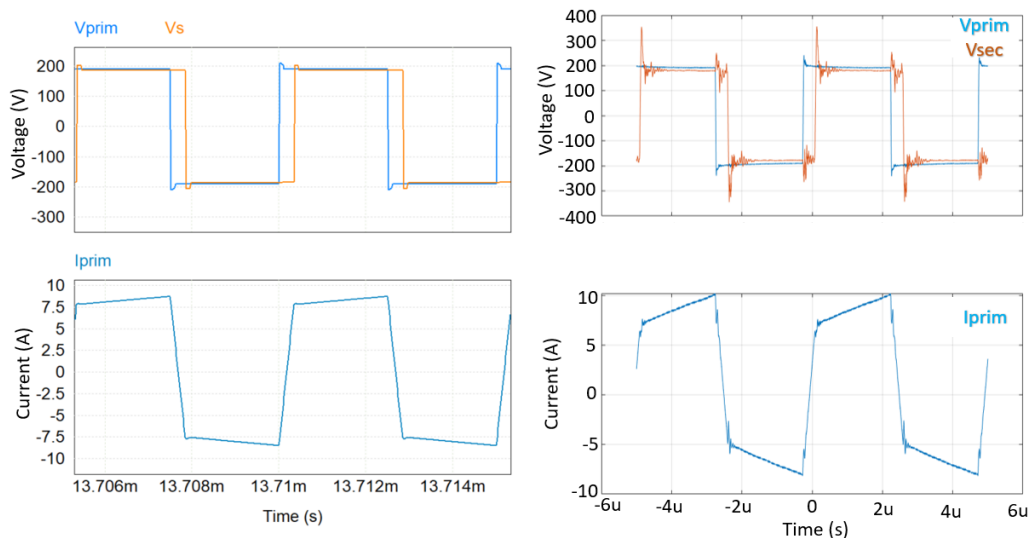 Vprim Vs
Voltage (V)
200
100
0
-100
-200
-300
Iprim
Current (A)
10
7.5
5
2.5
0
-2.5
-5
-7.5
-10
13.706m 13.708m 13.71m 13.712m 13.714m
Time (s)
Vprim
Vsec
Voltage (V)
400
300
200
100
0
-100
-200
-300
-400
Iprim
Current (A)
10
5
0
-5
-10
-6u -4u -2u 0 2u 4u 6u
Time (s)